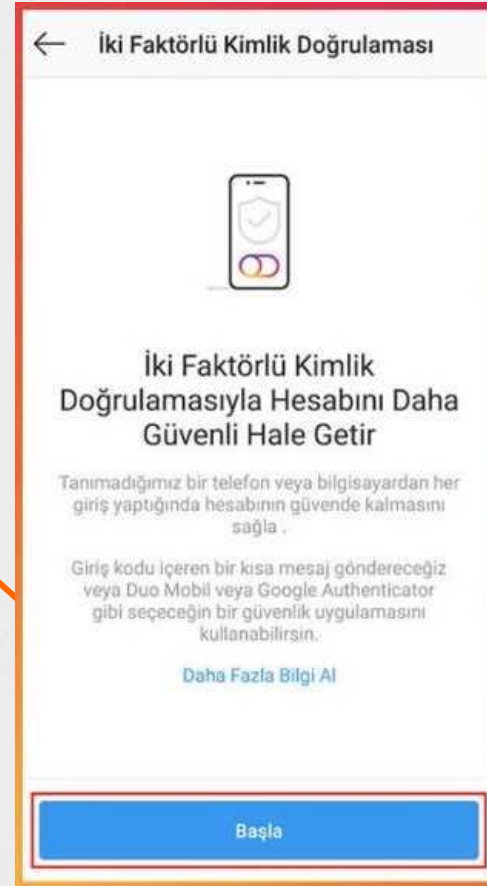 İki Faktörlü Kimlik Doğrulaması
İki Faktörlü Kimlik
Doğrulamasıyla Hesabını Daha
Güvenli Hale Getir
Tanımadığımız bir telefon veya bilgisayardan her
giriş yaptığında hesabının güvende kalmasını
sağla .
Giriş kodu içeren bir kısa mesaj göndereceğiz
veya Duo Mobil veya Google Authenticator
gibi seçeceğin bir güvenlik uygulamasını
kullanabilirsin.
Daha Fazla Bilgi Al
Başla